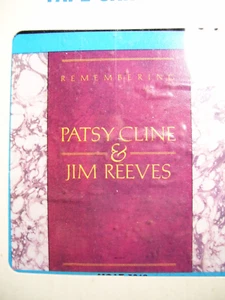 REMEMBERING
PATSY CLINE
&
JIM REEVES